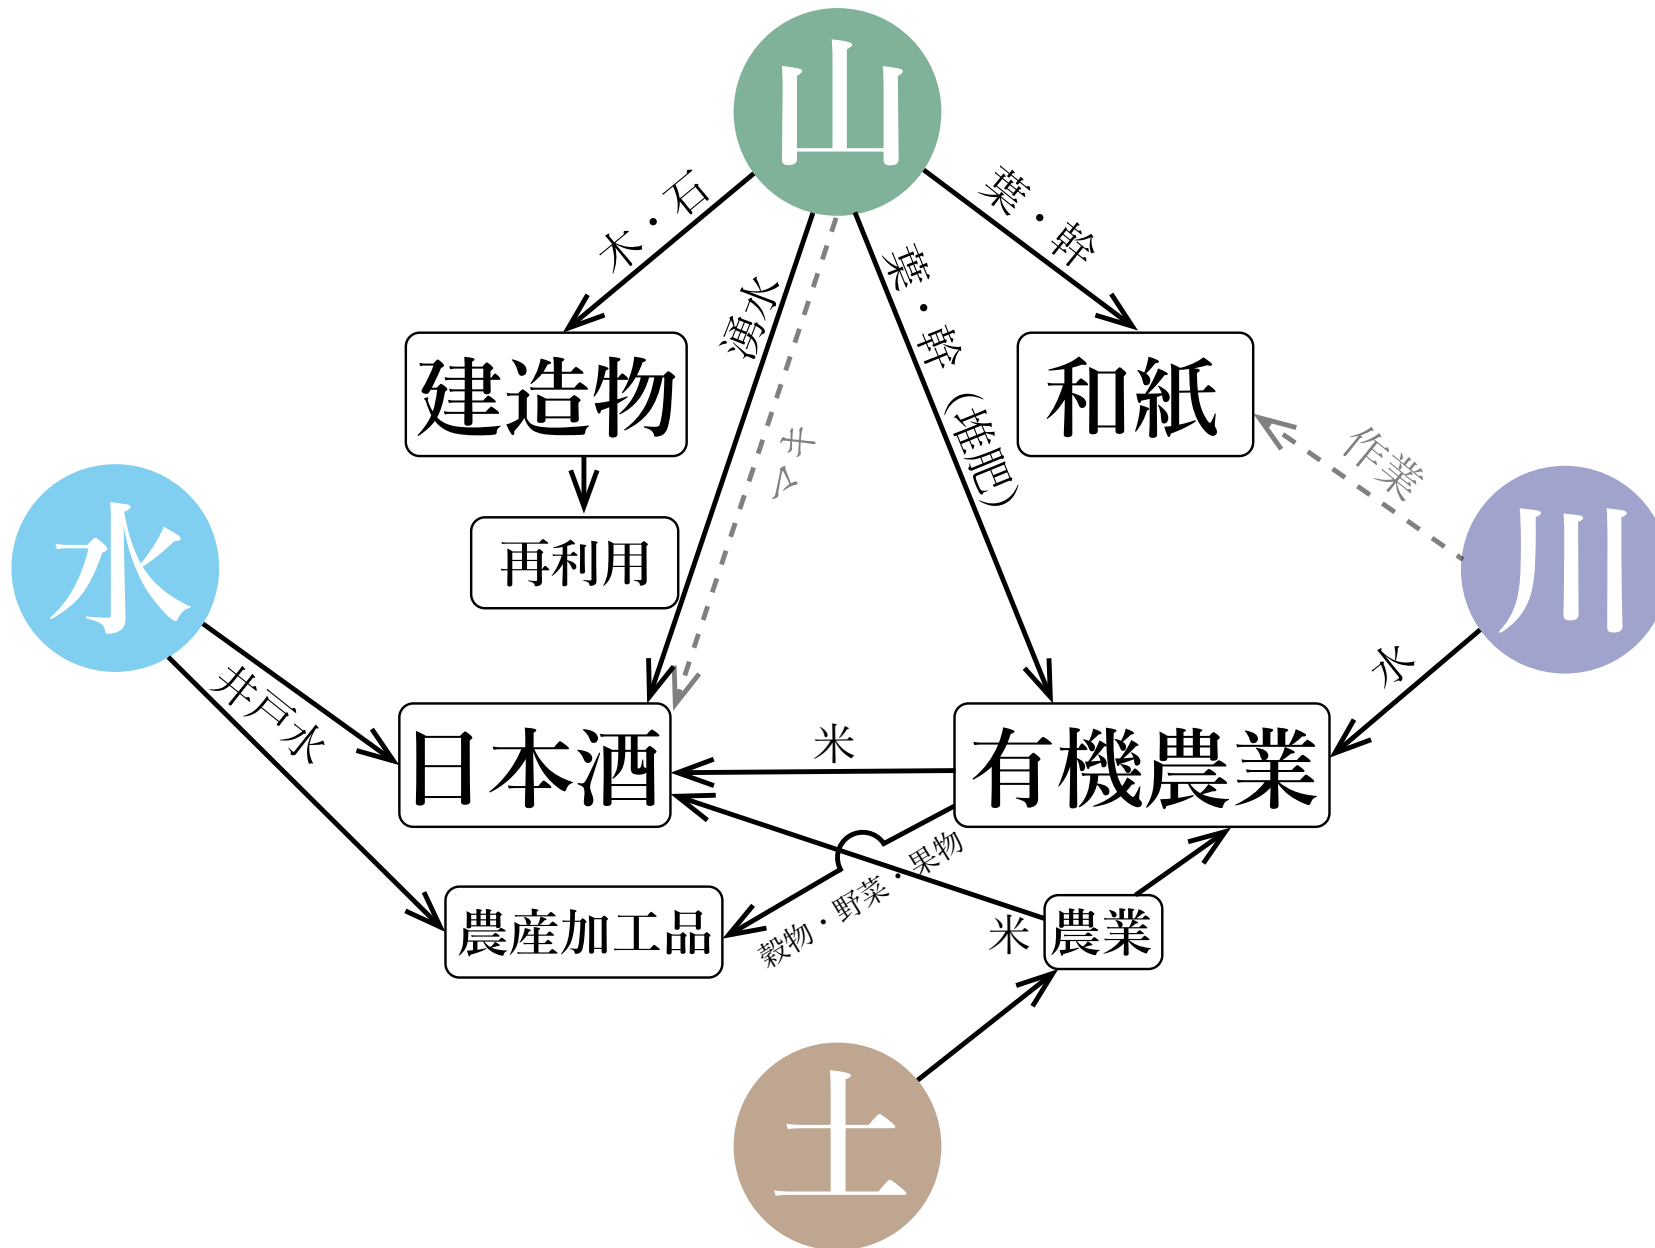 山
木・石
葉・幹
湧水
マキ
葉・幹（堆肥）
建造物
和紙
作業
水
川
再利用
井戸水
水
日本酒
米
有機農業
穀物・野菜・果物
農産加工品
米
農業
土